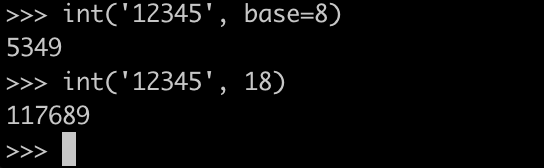 >>> int('12345', base=8)
5349
>>> int('12345', 18)
117689
>>>